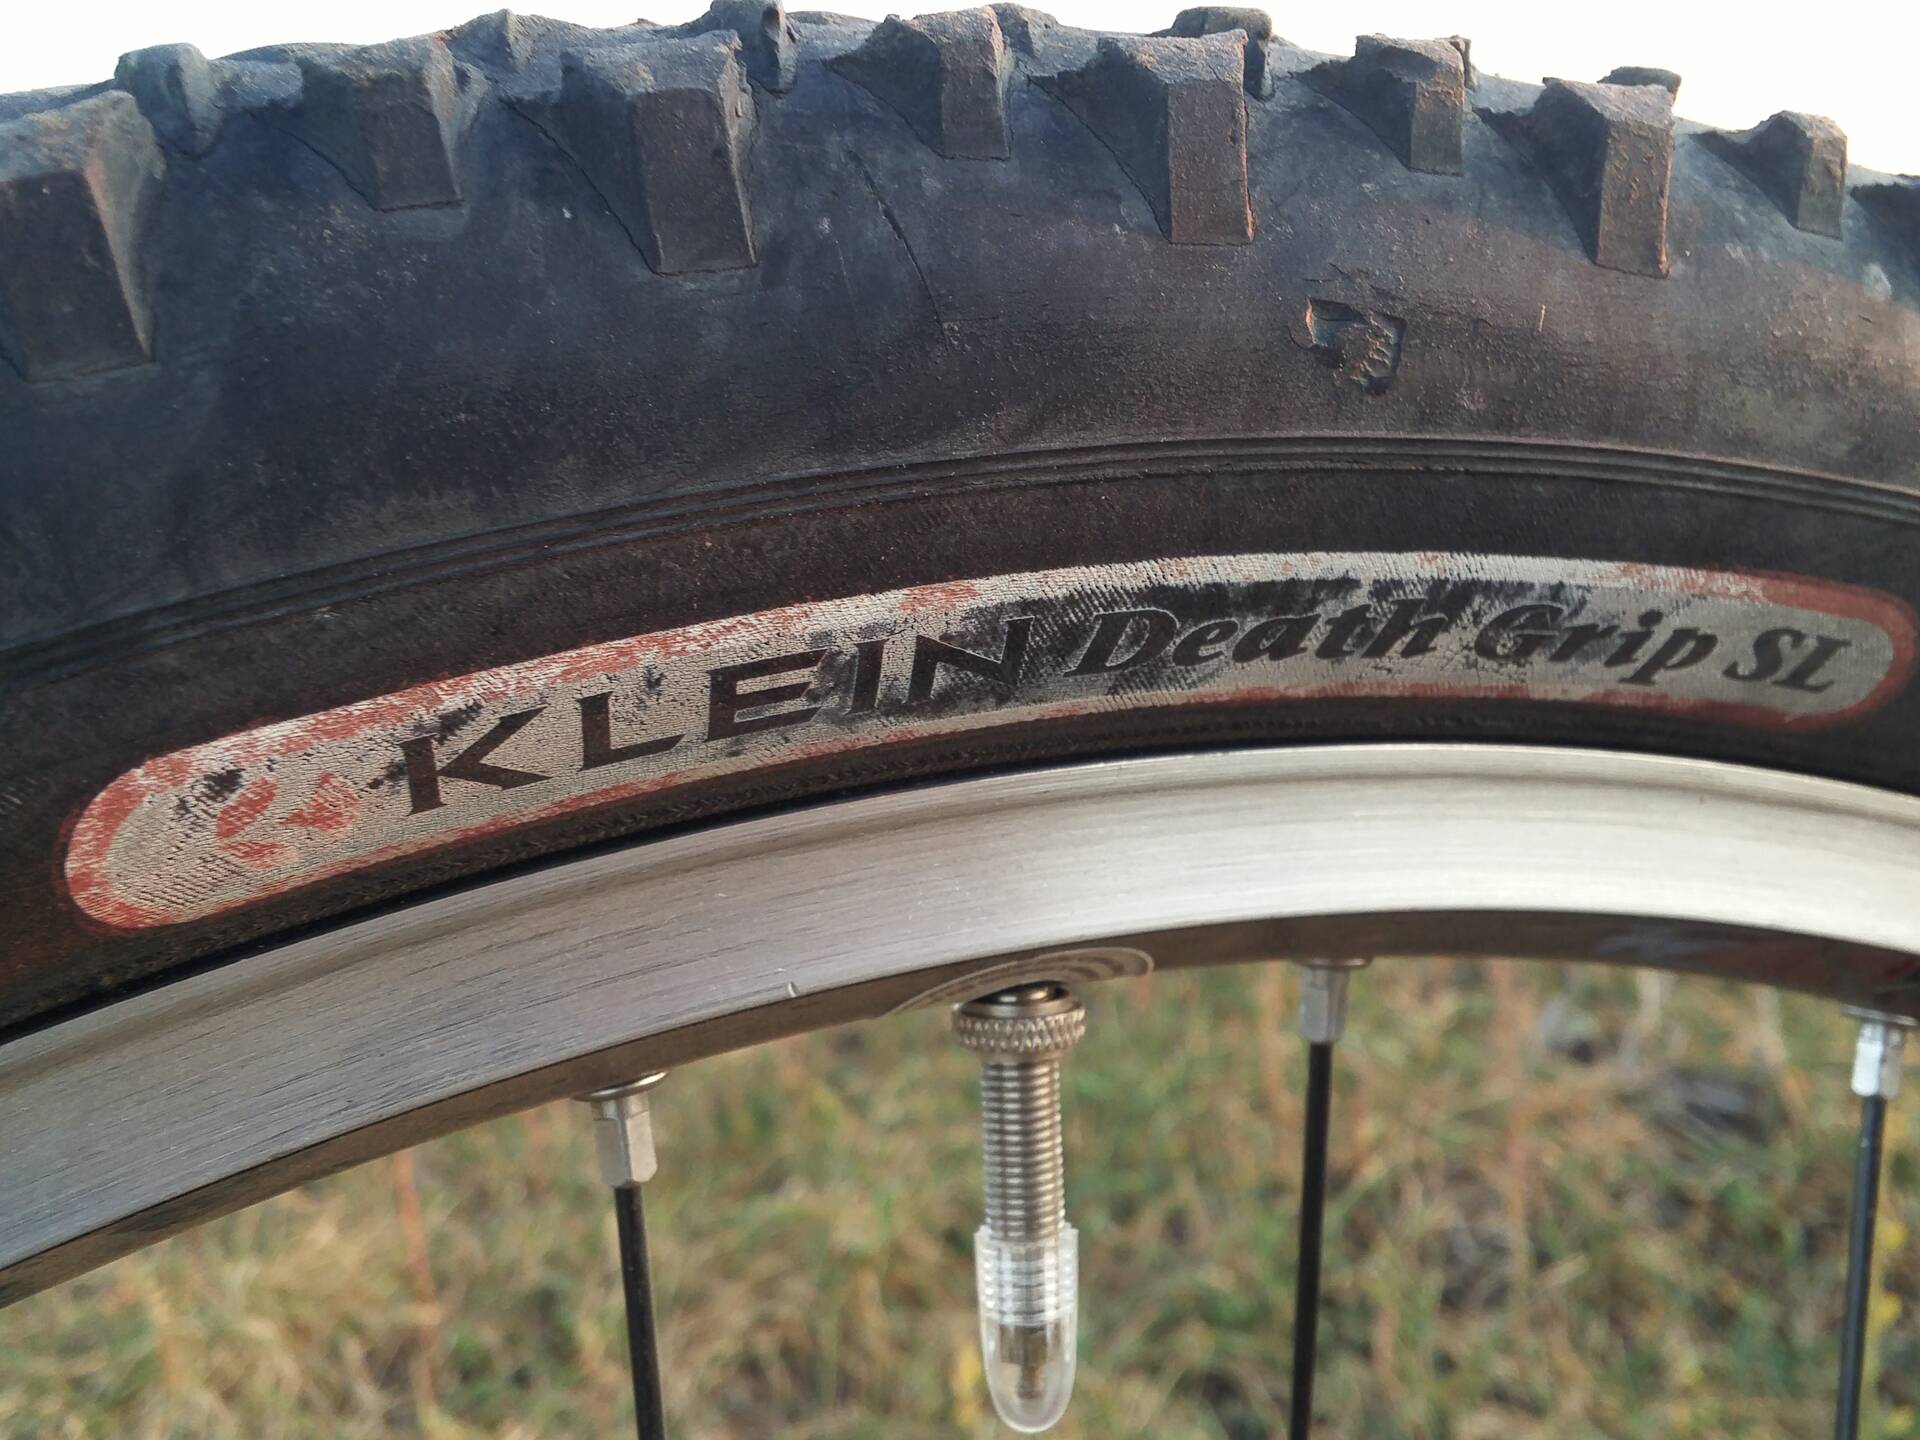 KLEIN Death Grip SL